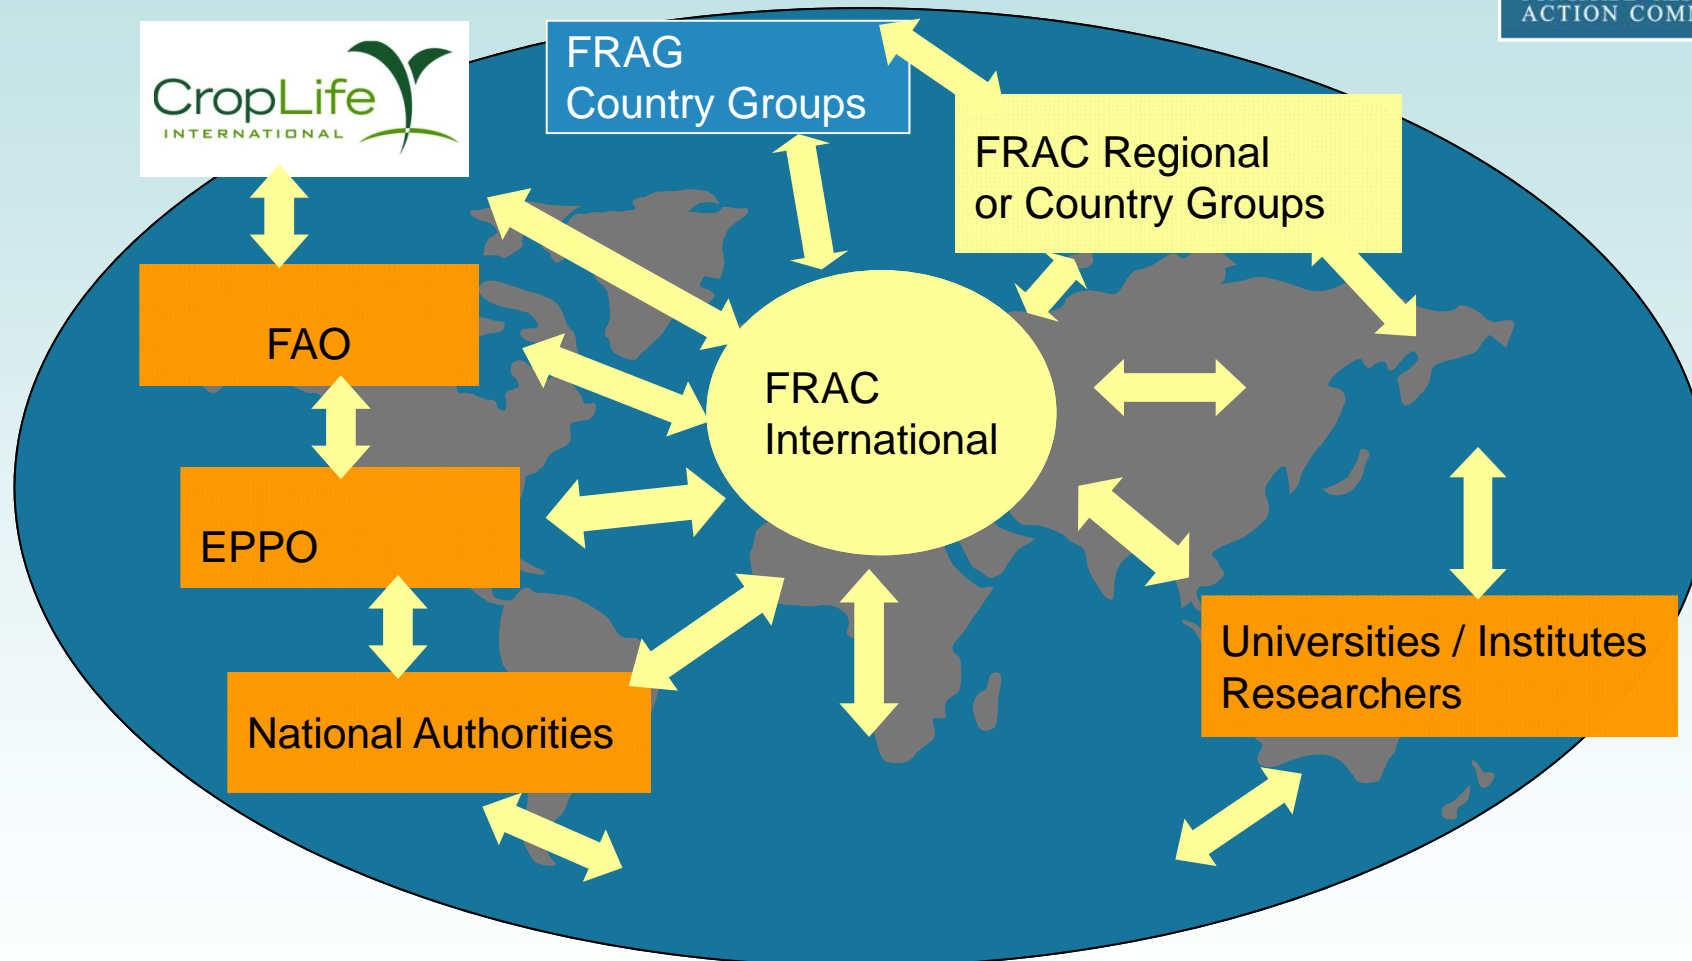 ACTION COMM
CropLife
INTERNATIONAL
FRAG
Country Groups
FRAC Regional
or Country Groups
FAO
FRAC
International
EPPO
Universities / Institutes
Researchers
National Authorities